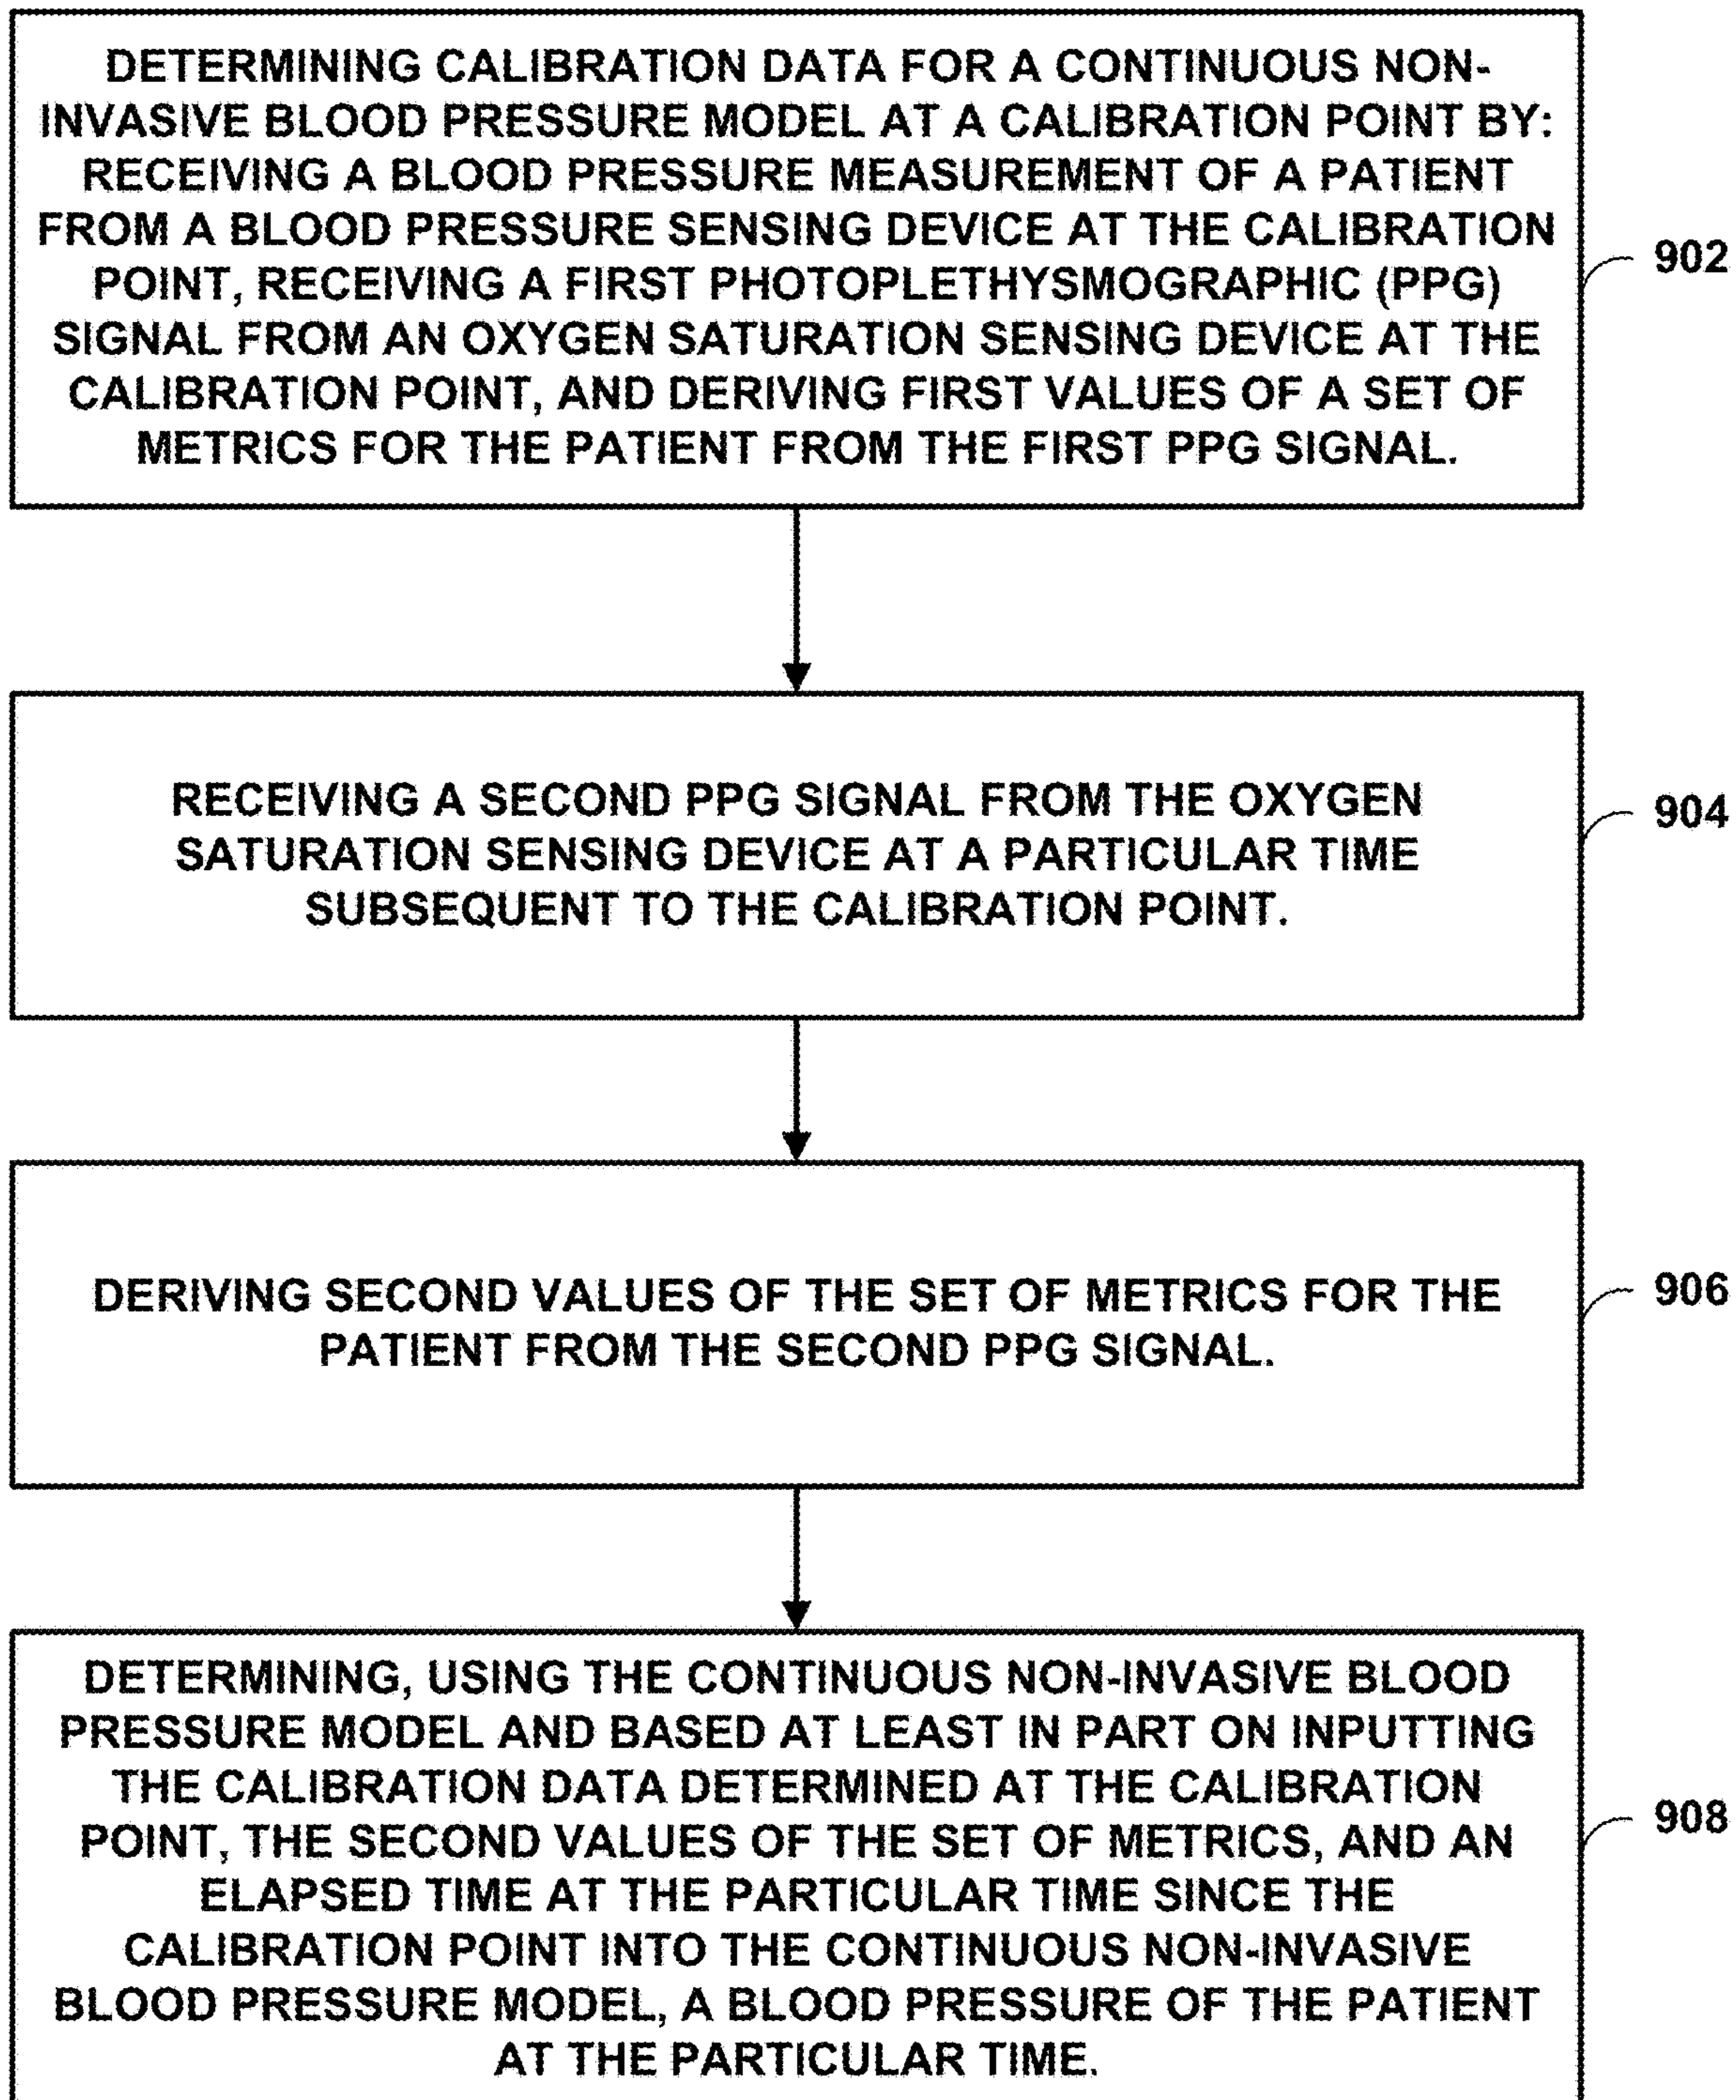 DETERMINING CALIBRATION DATA FOR A CONTINUOUS NON-
INVASIVE BLOOD PRESSURE MODEL AT A CALIBRATION POINT BY:
RECEIVING A BLOOD PRESSURE MEASUREMENT OF A PATIENT
FROM A BLOOD PRESSURE SENSING DEVICE AT THE CALIBRATION
POINT, RECEIVING A FIRST PHOTOPLETHYSMOGRAPHIC (PPG)
SIGNAL FROM AN OXYGEN SATURATION SENSING DEVICE AT THE
CALIBRATION POINT, AND DERIVING FIRST VALUES OF A SET OF
METRICS FOR THE PATIENT FROM THE FIRST PPG SIGNAL.
902
RECEIVING A SECOND PPG SIGNAL FROM THE OXYGEN
SATURATION SENSING DEVICE AT A PARTICULAR TIME
SUBSEQUENT TO THE CALIBRATION POINT.
904
DERIVING SECOND VALUES OF THE SET OF METRICS FOR THE
PATIENT FROM THE SECOND PPG SIGNAL.
906
DETERMINING, USING THE CONTINUOUS NON-INVASIVE BLOOD
PRESSURE MODEL AND BASED AT LEAST IN PART ON INPUTTING
THE CALIBRATION DATA DETERMINED AT THE CALIBRATION
POINT, THE SECOND VALUES OF THE SET OF METRICS, AND AN
ELAPSED TIME AT THE PARTICULAR TIME SINCE THE
CALIBRATION POINT INTO THE CONTINUOUS NON-INVASIVE
BLOOD PRESSURE MODEL, A BLOOD PRESSURE OF THE PATIENT
AT THE PARTICULAR TIME.
908